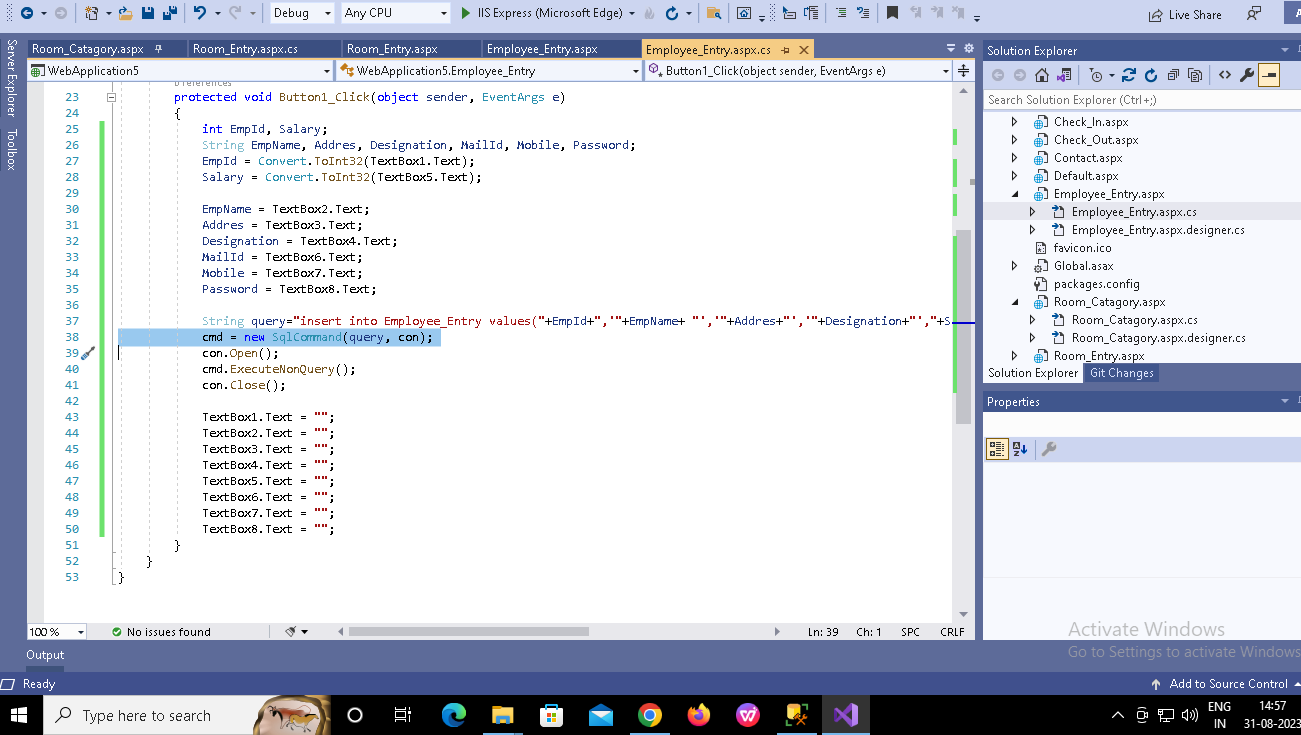 Debug
Any CPU
IIS Express (Microsoft Edge)
Live Share
Server Explorer
Toolbox
Room_Catagory.aspx
Room_Entry.aspx.cs
Room_Entry.aspx
Employee_Entry.aspx
Employee_Entry.aspx.cs
WebApplication5
WebApplication5.Employee_Entry
Button1_Click(object sender, EventArgs e)
0 references
23 protected void Button1_Click(object sender, EventArgs e)
24 {
25 int EmpId, Salary;
26 String EmpName, Addres, Designation, MailId, Mobile, Password;
27 EmpId = Convert.ToInt32(TextBox1.Text);
28 Salary = Convert.ToInt32(TextBox5.Text);
29
30 EmpName = TextBox2.Text;
31 Addres = TextBox3.Text;
32 Designation = TextBox4.Text;
33 MailId = TextBox6.Text;
34 Mobile = TextBox7.Text;
35 Password = TextBox8.Text;
36
37 String query="insert into Employee_Entry values("+EmpId+",'"+EmpName+ "','"+Addres+"','"+Designation+"',"+S
38 cmd = new SqlCommand(query, con);
39 con.Open();
40 cmd.ExecuteNonQuery();
41 con.Close();
42
43 TextBox1.Text = "";
44 TextBox2.Text = "";
45 TextBox3.Text = "";
46 TextBox4.Text = "";
47 TextBox5.Text = "";
48 TextBox6.Text = "";
49 TextBox7.Text = "";
50 TextBox8.Text = "";
51 }
52 }
53 }
100 %
No issues found
Ln: 39
Ch: 1
SPC
CRLF
Solution Explorer
Search Solution Explorer (Ctrl+;)
Check_In.aspx
Check_Out.aspx
Contact.aspx
Default.aspx
Employee_Entry.aspx
Employee_Entry.aspx.cs
Employee_Entry.aspx.designer.cs
favicon.ico
Global.asax
packages.config
Room_Catagory.aspx
Room_Catagory.aspx.cs
Room_Catagory.aspx.designer.cs
Room_Entry.aspx
Solution Explorer
Git Changes
Properties
Activate Windows
Go to Settings to activate Windows
Output
Ready
Add to Source Control
Type here to search
ENG
IN
14:57
31-08-2023